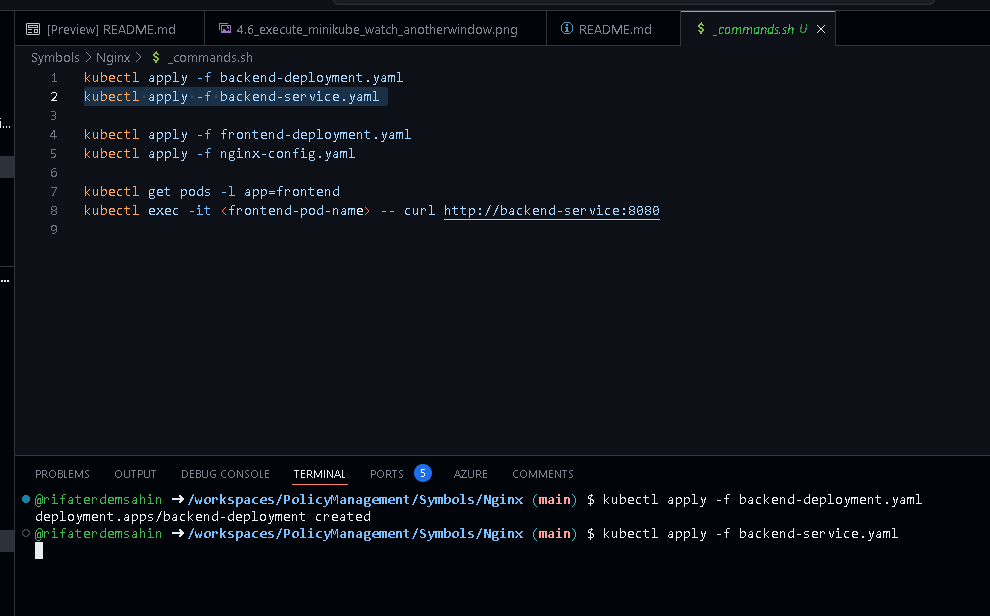 [Preview] README.md
4.6_execute_minikube_watch_anotherwindow.png
README.md
$ _commands.sh U
Symbols > Nginx > $ _commands.sh
1 kubectl apply -f backend-deployment.yaml
2 kubectl apply -f backend-service.yaml
3
4 kubectl apply -f frontend-deployment.yaml
5 kubectl apply -f nginx-config.yaml
6
7 kubectl get pods -l app=frontend
8 kubectl exec -it <frontend-pod-name> -- curl http://backend-service:8080
9
i...
...
PROBLEMS OUTPUT DEBUG CONSOLE TERMINAL PORTS 5 AZURE COMMENTS
@rifaterdemsahin ➜ /workspaces/PolicyManagement/Symbols/Nginx (main) $ kubectl apply -f backend-deployment.yaml
deployment.apps/backend-deployment created
@rifaterdemsahin ➜ /workspaces/PolicyManagement/Symbols/Nginx (main) $ kubectl apply -f backend-service.yaml